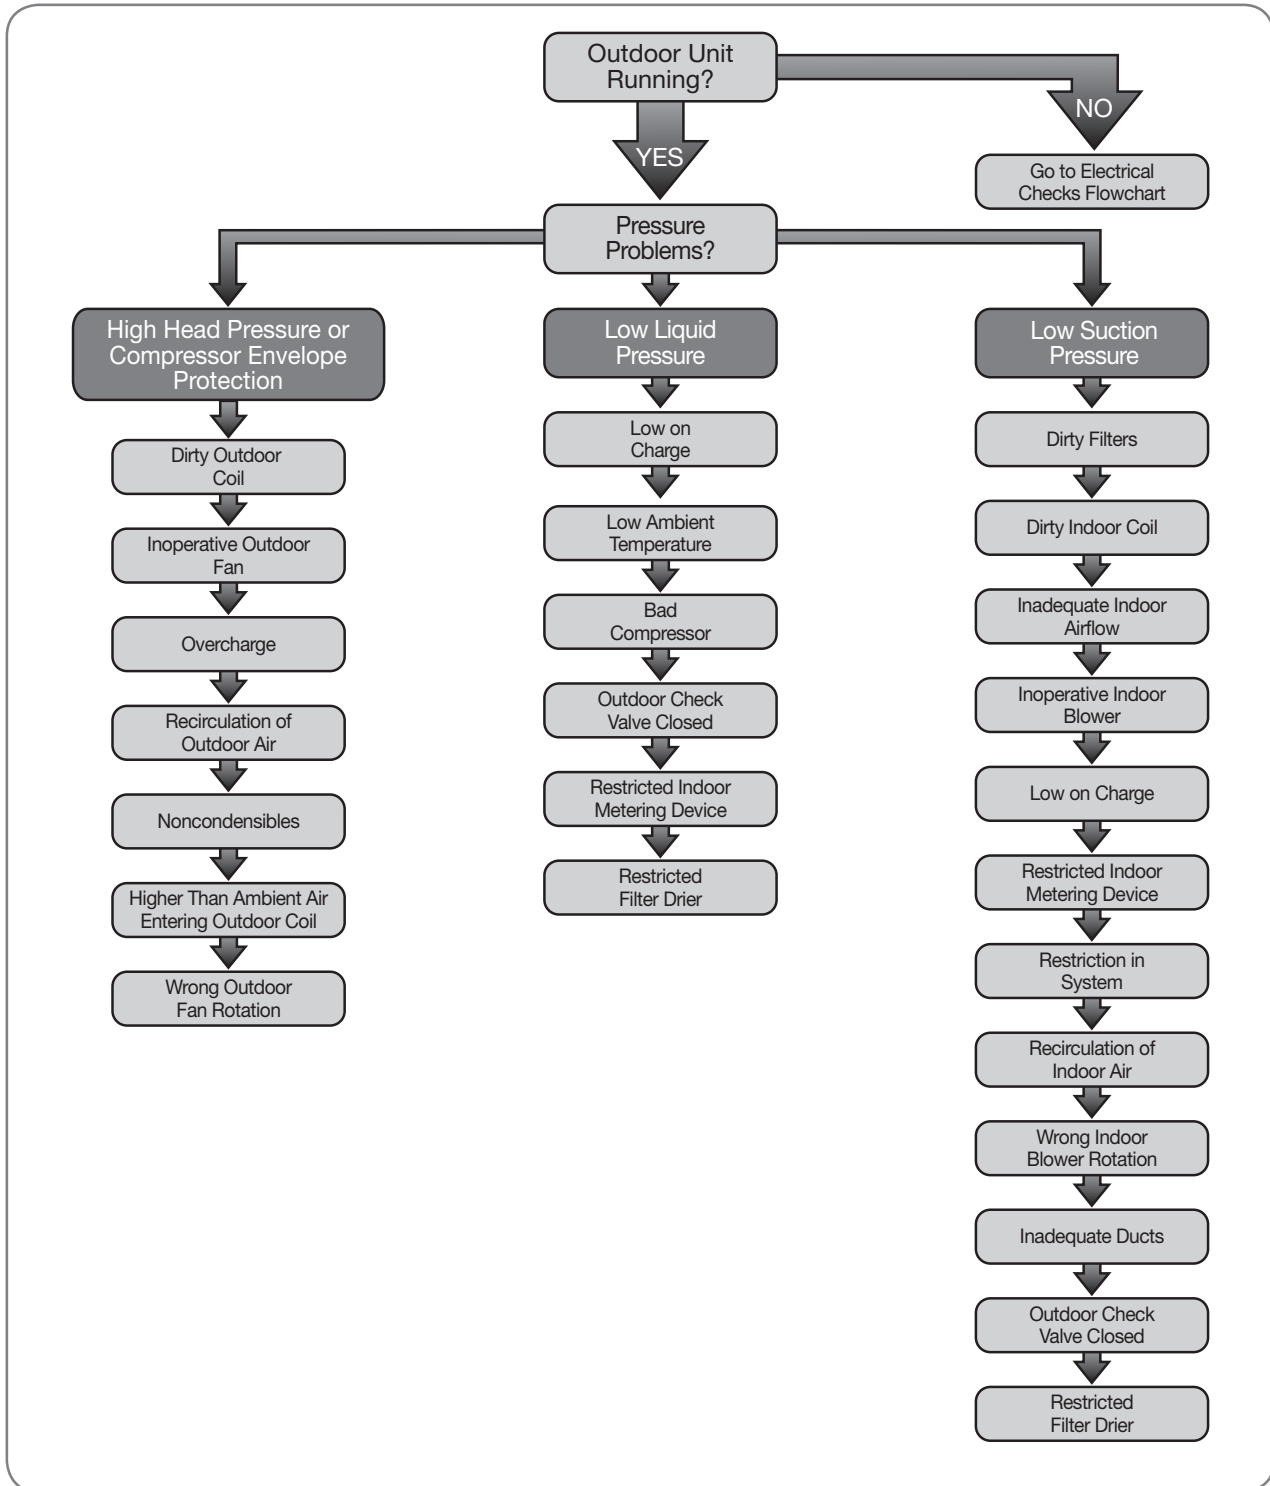 Outdoor Unit
Running?
NO
YES
Go to Electrical
Checks Flowchart
Pressure
Problems?
High Head Pressure or
Compressor Envelope
Protection
Dirty Outdoor
Coil
Inoperative Outdoor
Fan
Overcharge
Recirculation of
Outdoor Air
Noncondensibles
Higher Than Ambient Air
Entering Outdoor Coil
Wrong Outdoor
Fan Rotation
Low Liquid
Pressure
Low on
Charge
Low Ambient
Temperature
Bad
Compressor
Outdoor Check
Valve Closed
Restricted Indoor
Metering Device
Restricted
Filter Drier
Low Suction
Pressure
Dirty Filters
Dirty Indoor Coil
Inadequate Indoor
Airflow
Inoperative Indoor
Blower
Low on Charge
Restricted Indoor
Metering Device
Restriction in
System
Recirculation of
Indoor Air
Wrong Indoor
Blower Rotation
Inadequate Ducts
Outdoor Check
Valve Closed
Restricted
Filter Drier